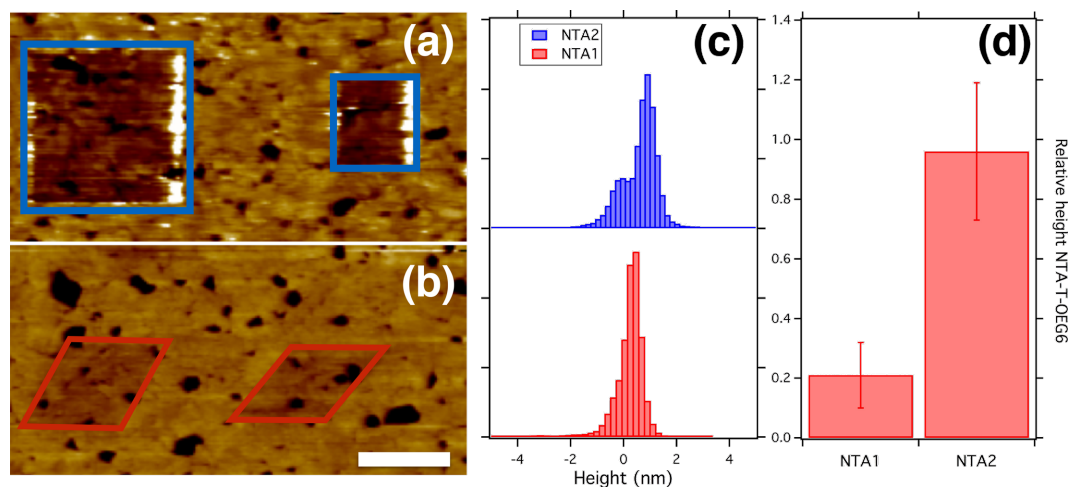 (a)
(b)
(c)
NTA2
NTA1
-4
-2
0
2
4
Height (nm)
(d)
1.4
1.2
1.0
0.8
0.6
0.4
0.2
0.0
NTA1
NTA2
Relative height NTA-T-OEG6